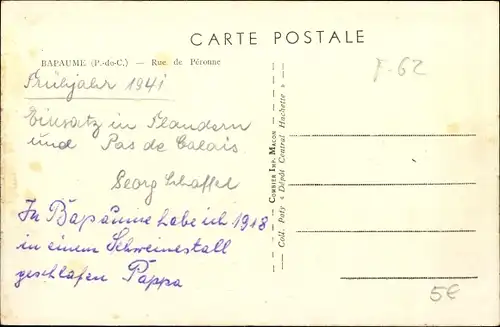 CARTE POSTALE
BAPAUME (P.-de-C.) — Rue de Péronne
F-62
Frühjahr 1941
Einsatz in Flandern
und Pas de Calais
Georg Schaffel
In Bapaume habe ich 1918
in einem Schweinestall
geschlafen Pappa
COMBIER IMP. MACON
Coll. Paty « Dépôt Central Hachette »
5€